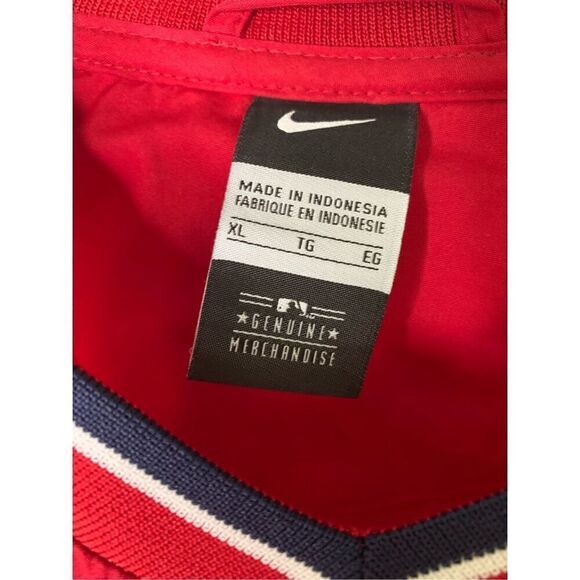 MADE IN INDONESIA
FABRIQUE EN INDONESIE
XL TG EG
GENUINE
MERCHANDISE